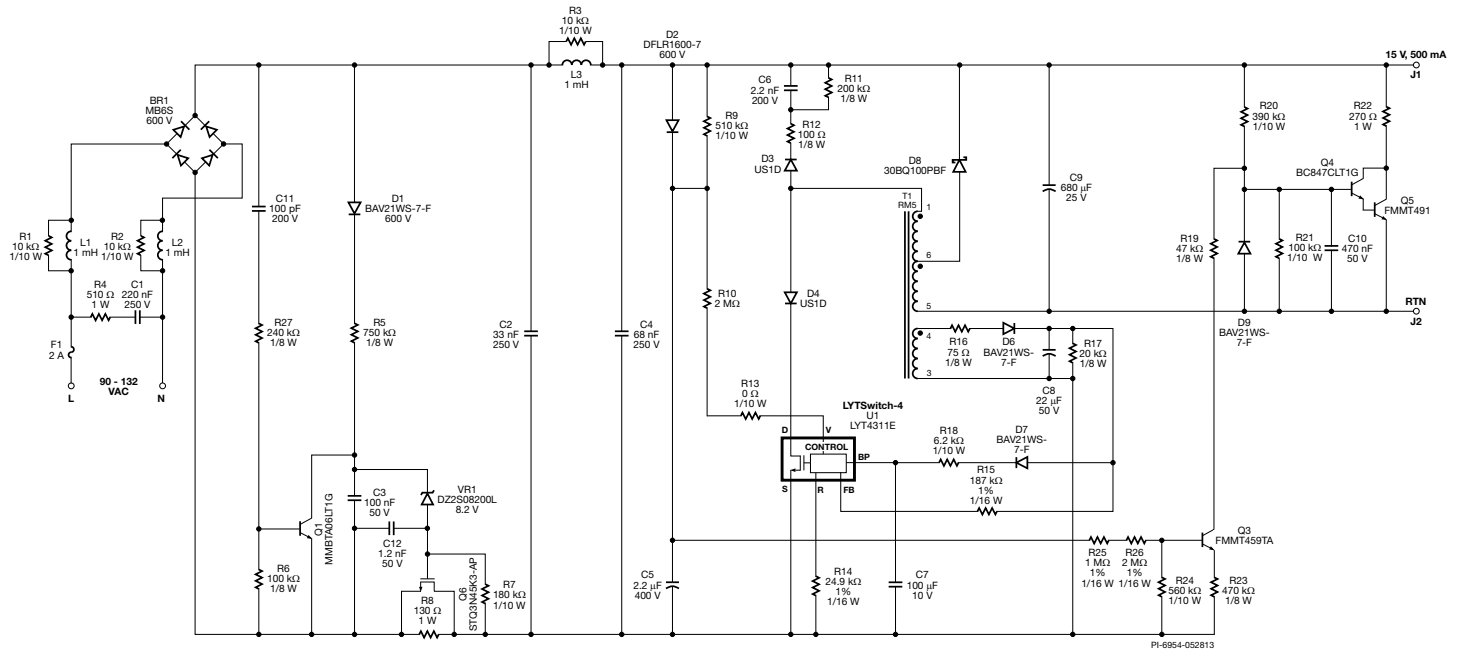 R3
10 kΩ
1/10 W
L3
1 mH
D2
DFLR1600-7
600 V
15 V, 500 mA
J1
BR1
MB6S
600 V
C6
2.2 nF
200 V
R11
200 kΩ
1/8 W
R9
510 kΩ
1/10 W
R12
100 Ω
1/8 W
D3
US1D
D8
30BQ100PBF
C9
680 µF
25 V
R20
390 kΩ
1/10 W
R22
270 Ω
1 W
Q4
BC847CLT1G
Q5
FMMT491
C11
100 pF
200 V
D1
BAV21WS-7-F
600 V
T1
RM5
1
6
5
4
3
R1
10 kΩ
1/10 W
L1
1 mH
R2
10 kΩ
1/10 W
L2
1 mH
R4
510 Ω
1 W
C1
220 nF
250 V
F1
2 A
L
90 - 132
VAC
N
R27
240 kΩ
1/8 W
R5
750 kΩ
1/8 W
C2
33 nF
250 V
C4
68 nF
250 V
R10
2 MΩ
D4
US1D
R19
47 kΩ
1/8 W
R21
100 kΩ
1/10 W
C10
470 nF
50 V
RTN
J2
D9
BAV21WS-
7-F
R16
75 Ω
1/8 W
D6
BAV21WS-
7-F
R17
20 kΩ
1/8 W
C8
22 µF
50 V
R13
0 Ω
1/10 W
LYTSwitch-4
U1
LYT4311E
D
V
CONTROL
BP
S
R
FB
R18
6.2 kΩ
1/10 W
D7
BAV21WS-
7-F
R15
187 kΩ
1%
1/16 W
Q1
MMBTA06LT1G
C3
100 nF
50 V
VR1
DZ2S08200L
8.2 V
C12
1.2 nF
50 V
R6
100 kΩ
1/8 W
R8
130 Ω
1 W
Q6
STQ3N45K3-AP
R7
180 kΩ
1/10 W
C5
2.2 µF
400 V
R14
24.9 kΩ
1%
1/16 W
C7
100 µF
10 V
R25
1 MΩ
1%
1/16 W
R26
2 MΩ
1%
1/16 W
Q3
FMMT459TA
R24
560 kΩ
1/10 W
R23
470 kΩ
1/8 W
PI-6954-052813